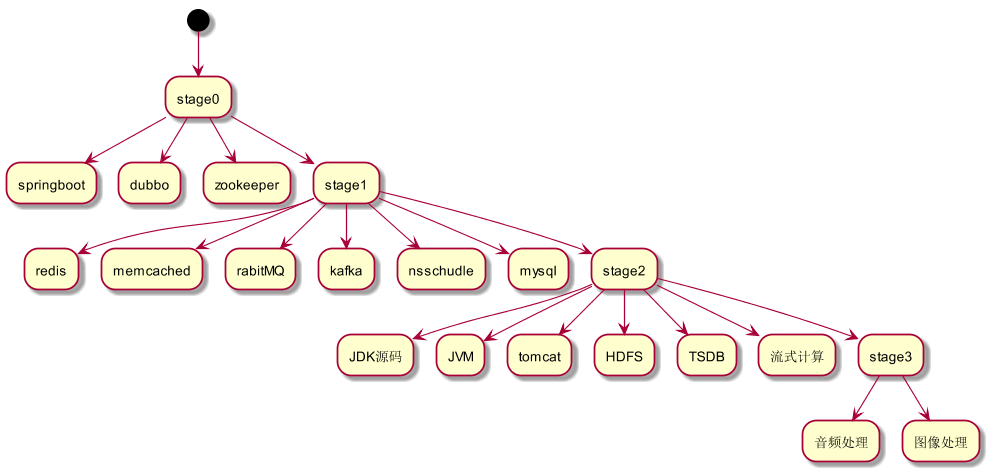 stage0
springboot
dubbo
zookeeper
stage1
redis
memcached
rabitMQ
kafka
nsschudle
mysql
stage2
JDK源码
JVM
tomcat
HDFS
TSDB
流式计算
stage3
音频处理
图像处理